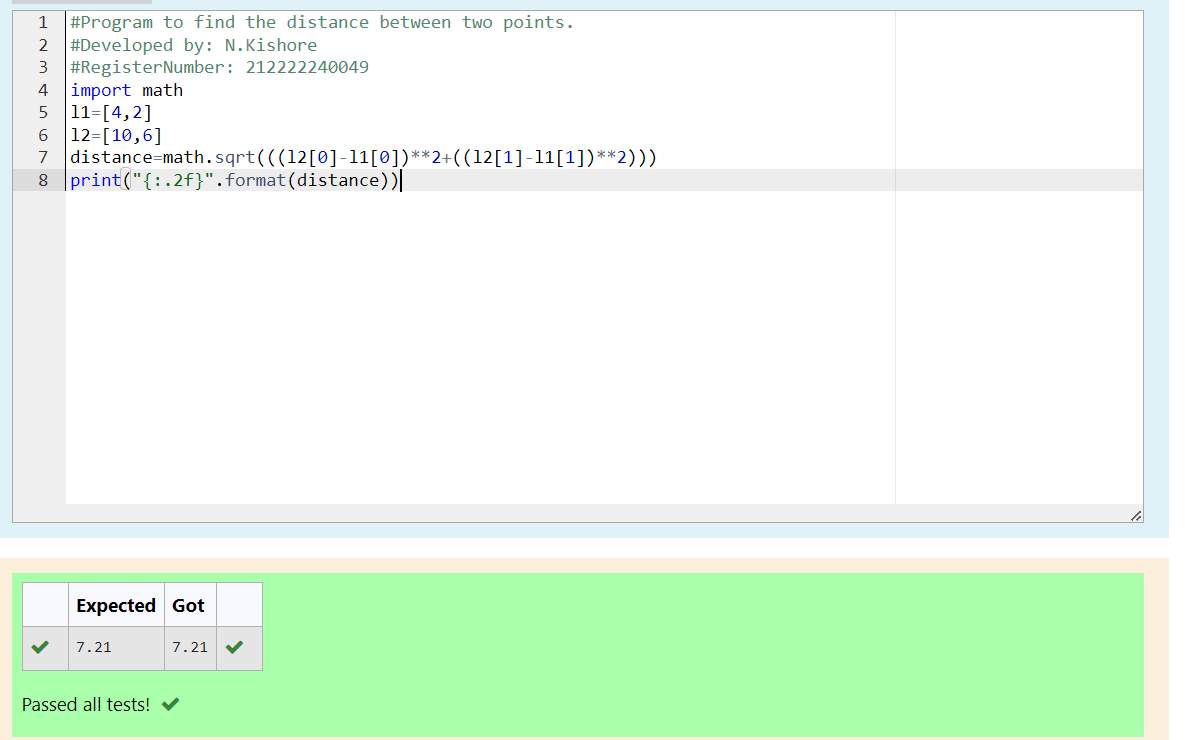 1 #Program to find the distance between two points.
2 #Developed by: N.Kishore
3 #RegisterNumber: 212222240049
4 import math
5 l1=[4,2]
6 l2=[10,6]
7 distance=math.sqrt(((l2[0]-l1[0])**2+((l2[1]-l1[1])**2)))
8 print("{:.2f}".format(distance))
Expected Got
7.21 7.21
Passed all tests!